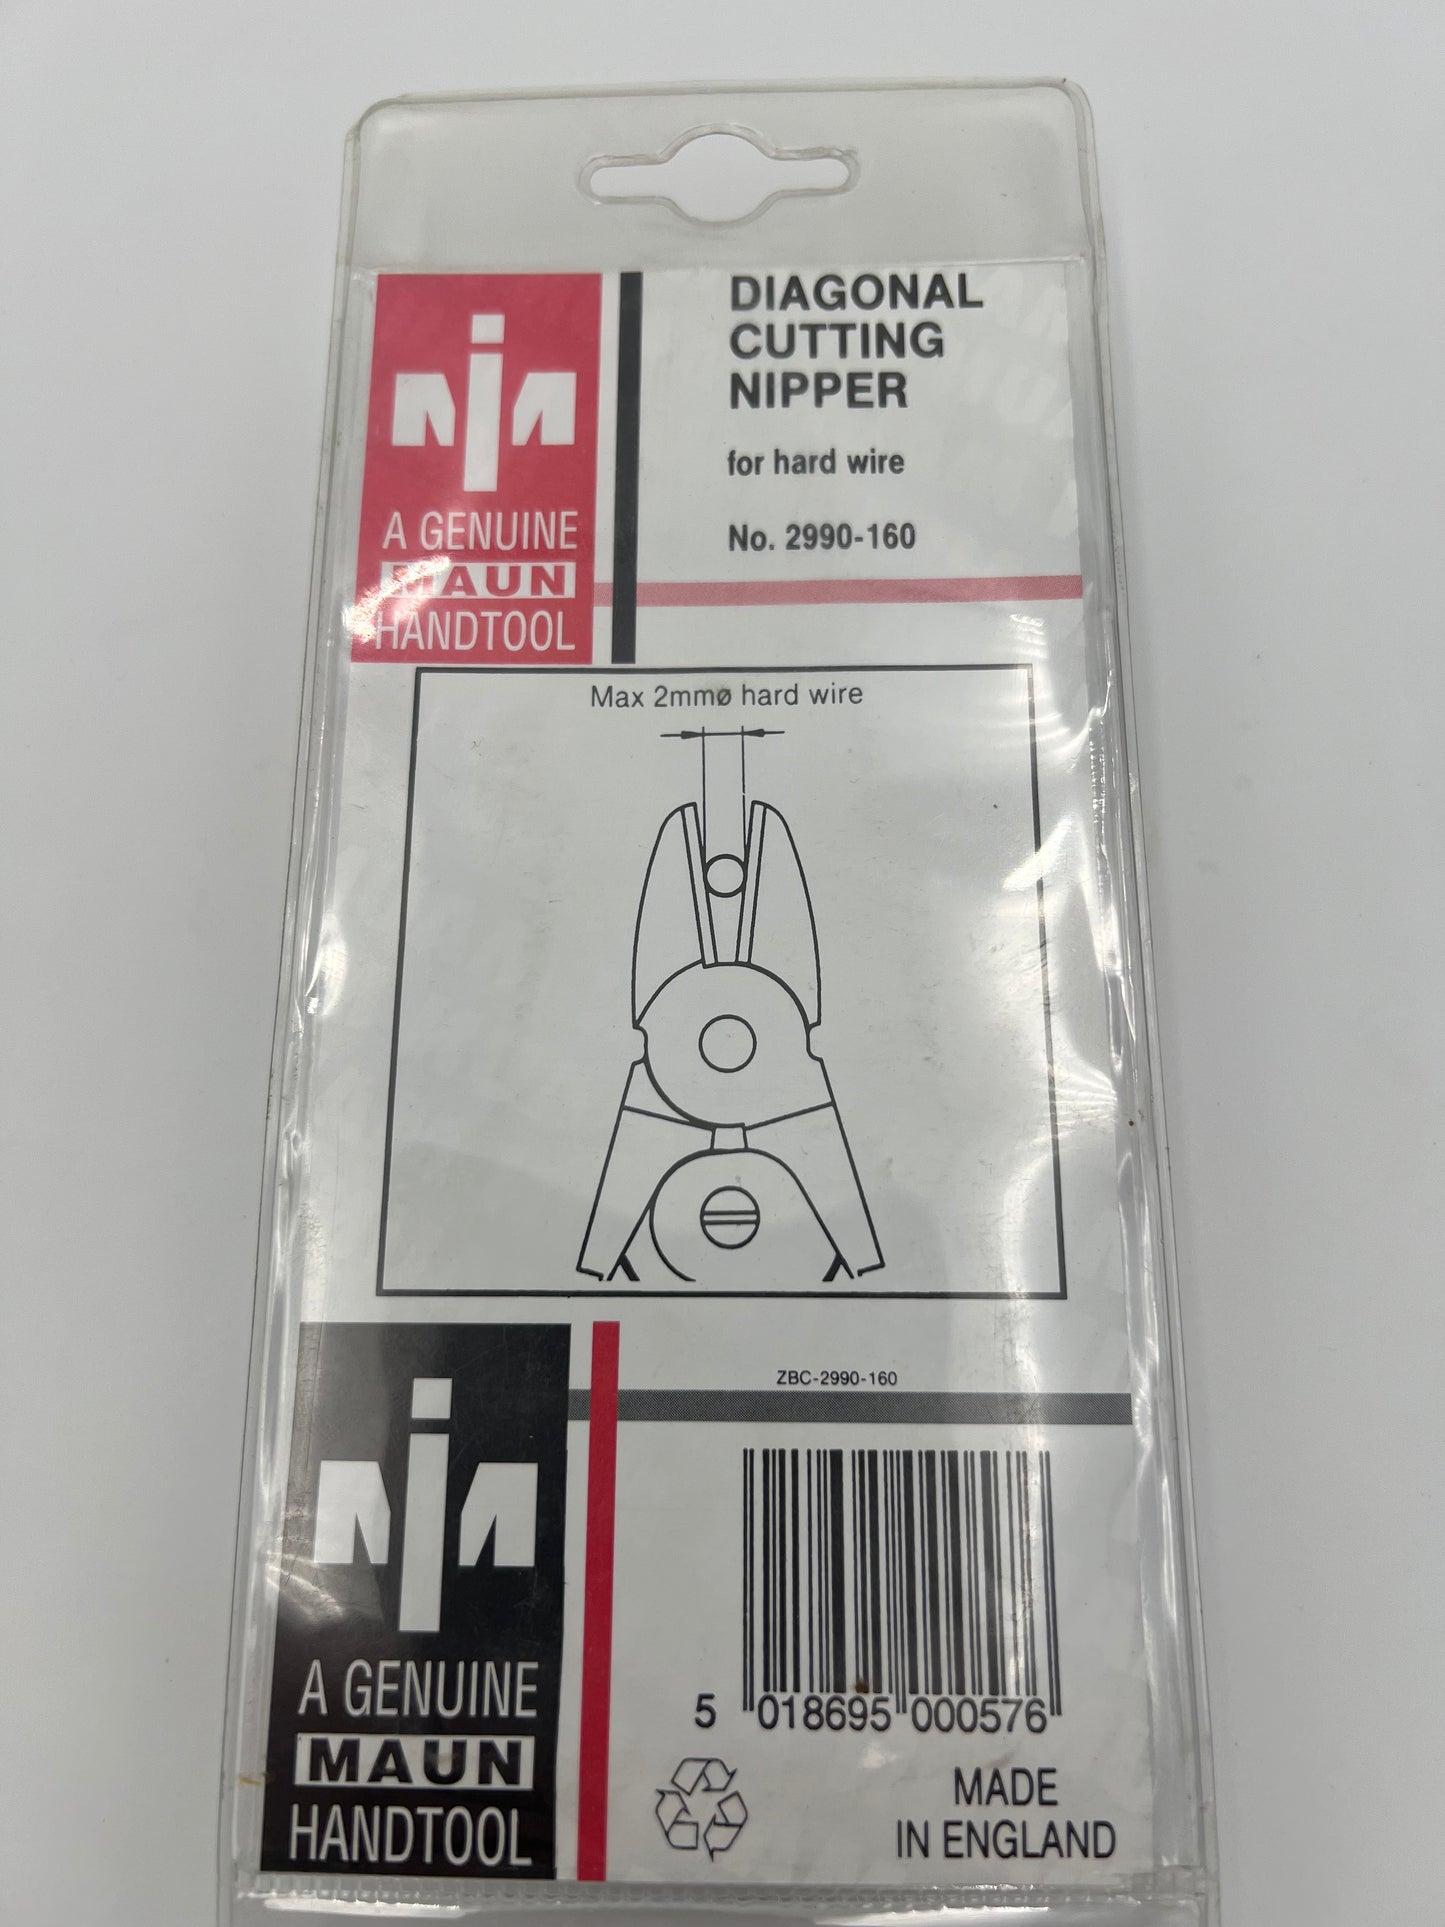 DIAGONAL
CUTTING
NIPPER
for hard wire
No. 2990-160
A GENUINE
MAUN
HANDTOOL
Max 2mmø hard wire
ZBC-2990-160
A GENUINE
MAUN
HANDTOOL
5 018695 000576
MADE
IN ENGLAND